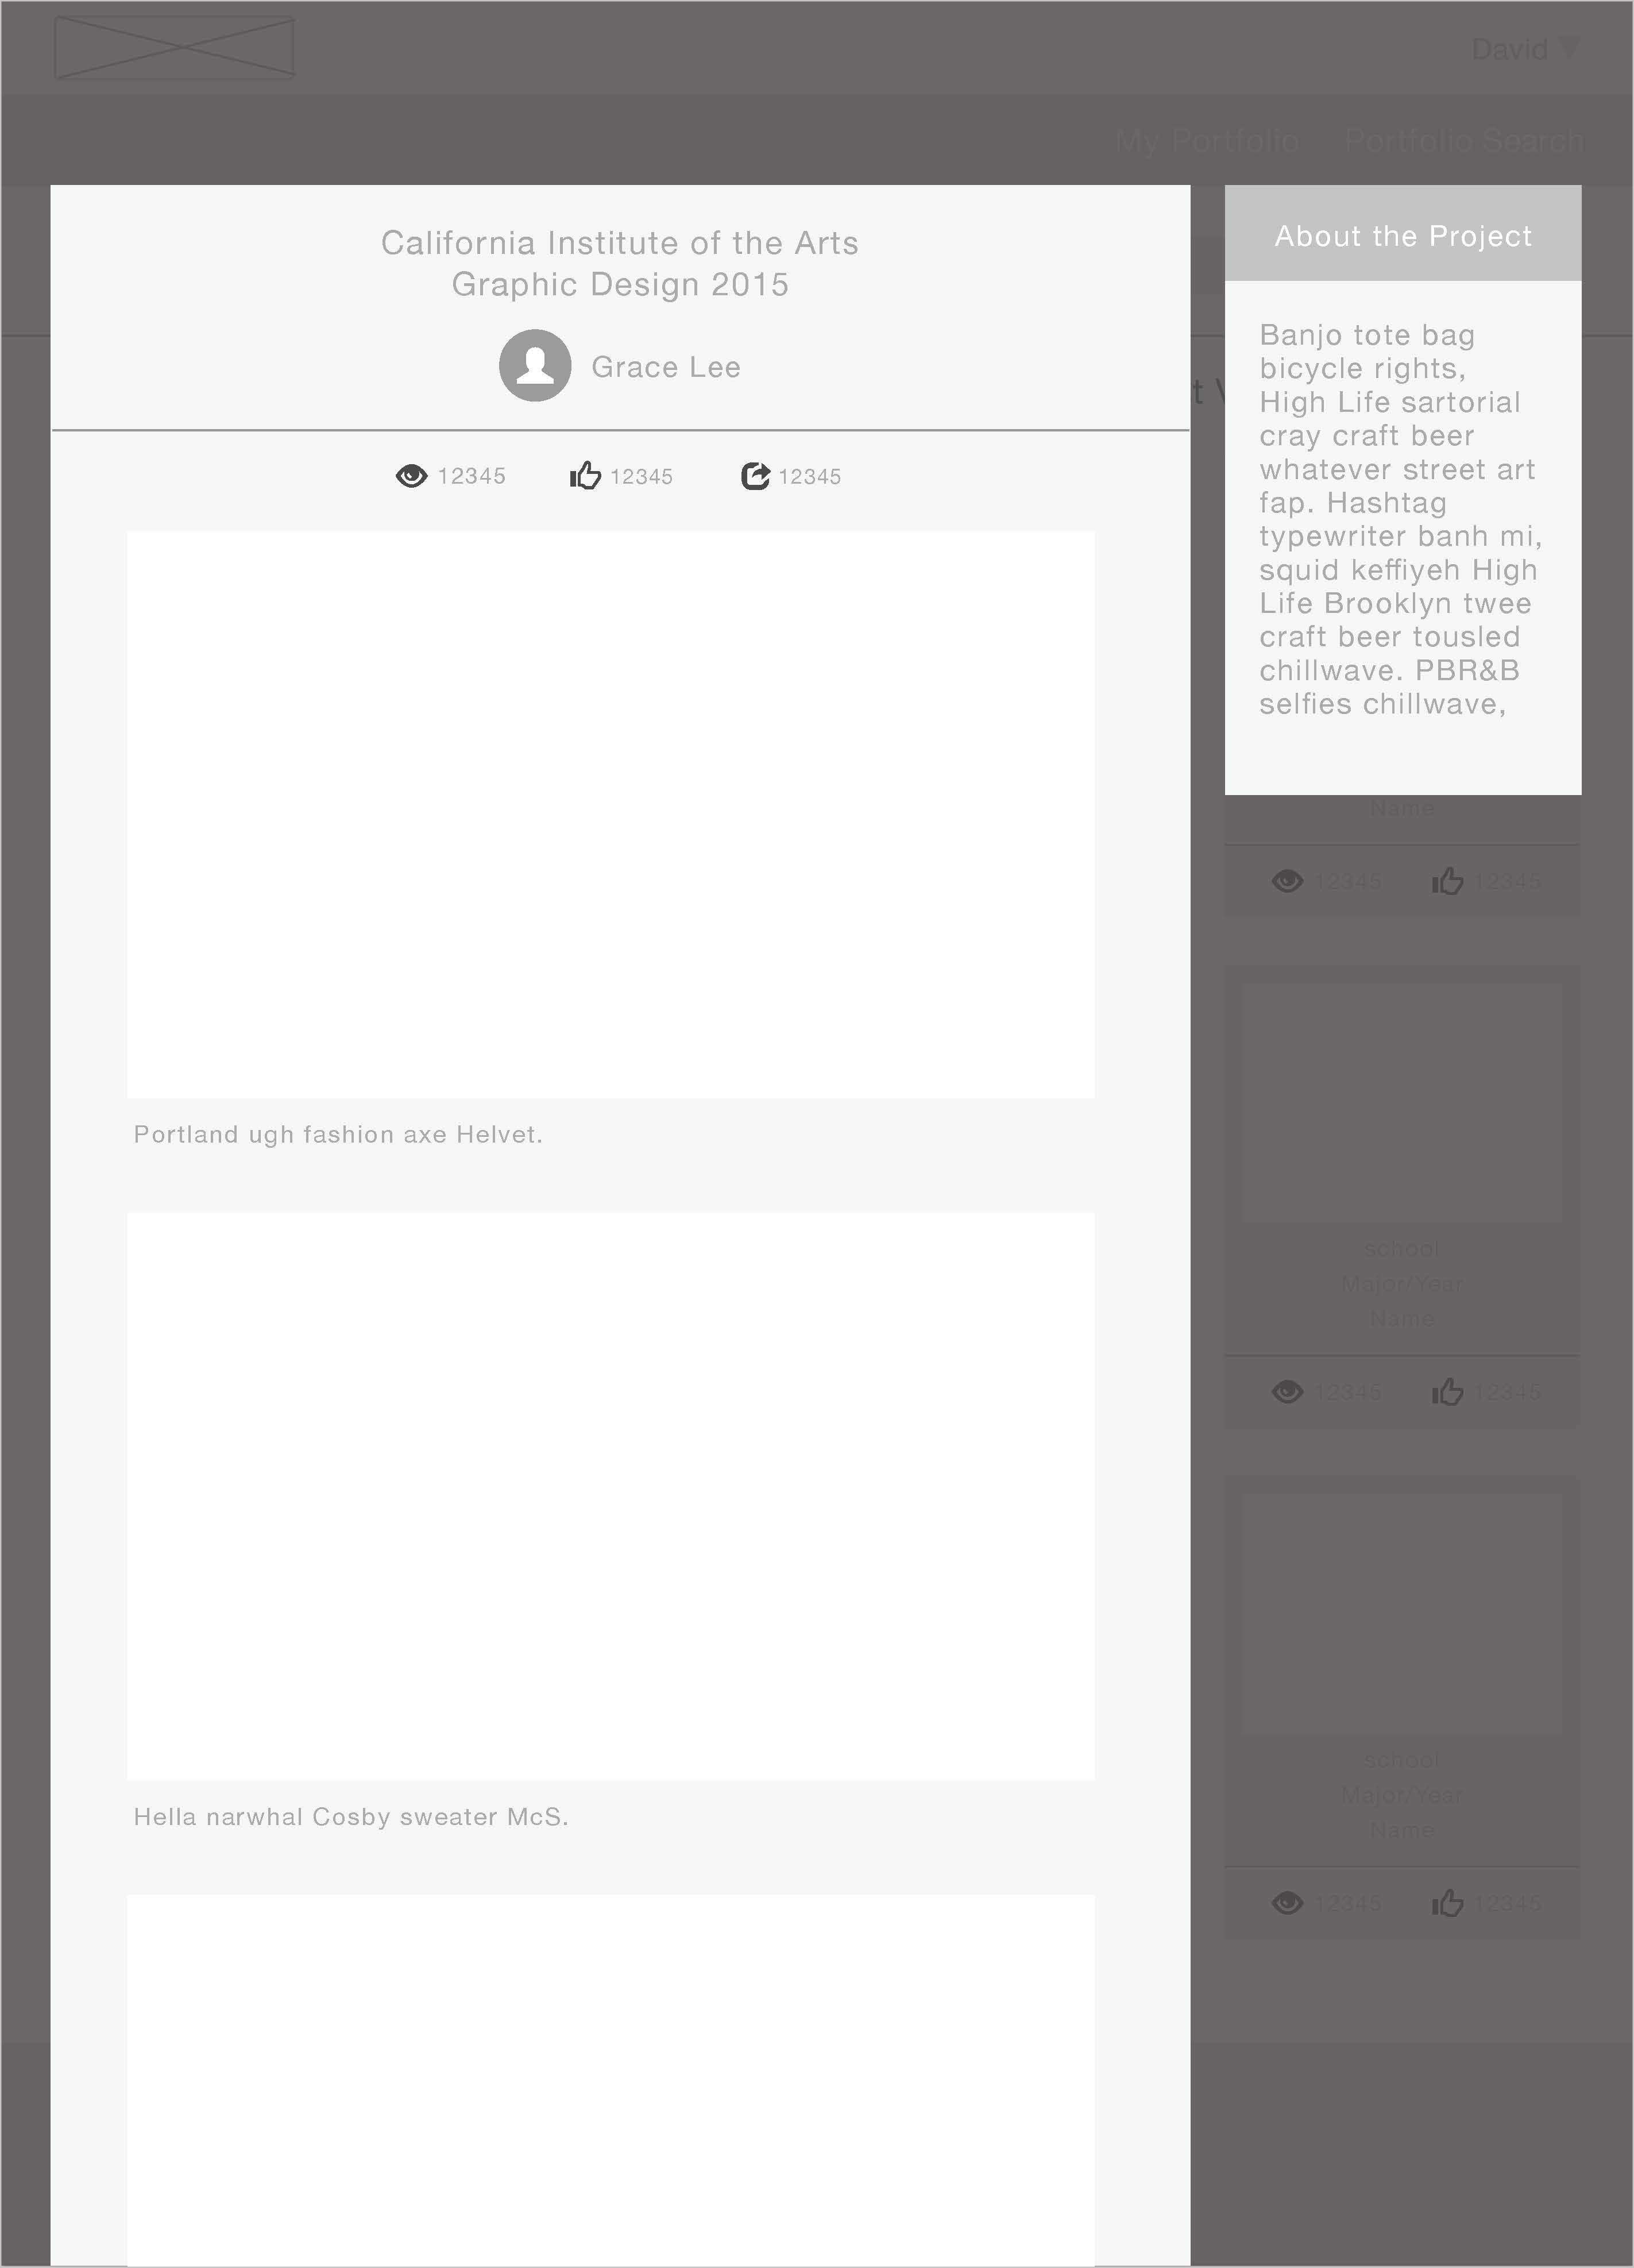 David
My Portfolio Portfolio Search
California Institute of the Arts
Graphic Design 2015
Grace Lee
12345 12345 12345
Portland ugh fashion axe Helvet.
Hella narwhal Cosby sweater McS.
About the Project
Banjo tote bag
bicycle rights,
High Life sartorial
cray craft beer
whatever street art
fap. Hashtag
typewriter banh mi,
squid keffiyeh High
Life Brooklyn twee
craft beer tousled
chillwave. PBR&B
selfies chillwave,
Name
12345 12345
school
Major/Year
Name
12345 12345
school
Major/Year
Name
12345 12345